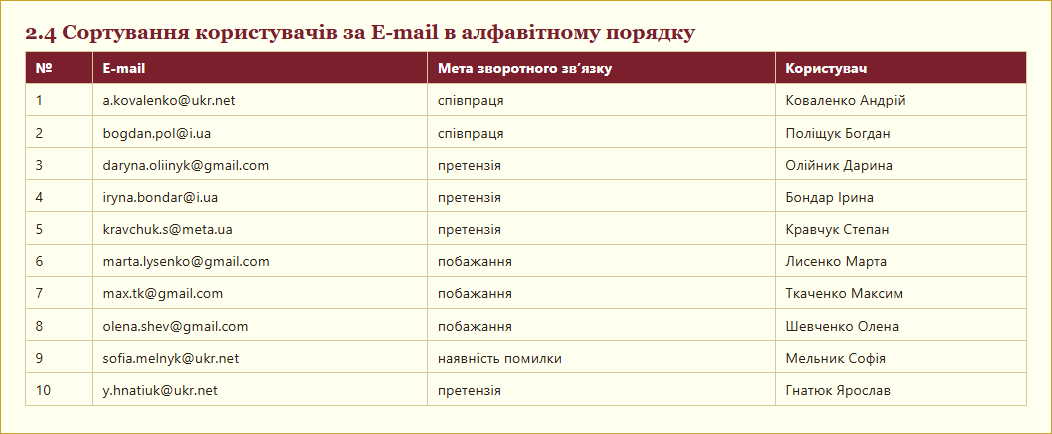 2.4 Сортування користувачів за E-mail в алфавітному порядку
№ E-mail Мета зворотного зв’язку Користувач
1 a.kovalenko@ukr.net співпраця Коваленко Андрій
2 bogdan.pol@i.ua співпраця Поліщук Богдан
3 daryna.oliinyk@gmail.com претензія Олійник Дарина
4 iryna.bondar@i.ua претензія Бондар Ірина
5 kravchuk.s@meta.ua претензія Кравчук Степан
6 marta.lysenko@gmail.com побажання Лисенко Марта
7 max.tk@gmail.com побажання Ткаченко Максим
8 olena.shev@gmail.com побажання Шевченко Олена
9 sofia.melnyk@ukr.net наявність помилки Мельник Софія
10 y.hnatiuk@ukr.net претензія Гнатюк Ярослав